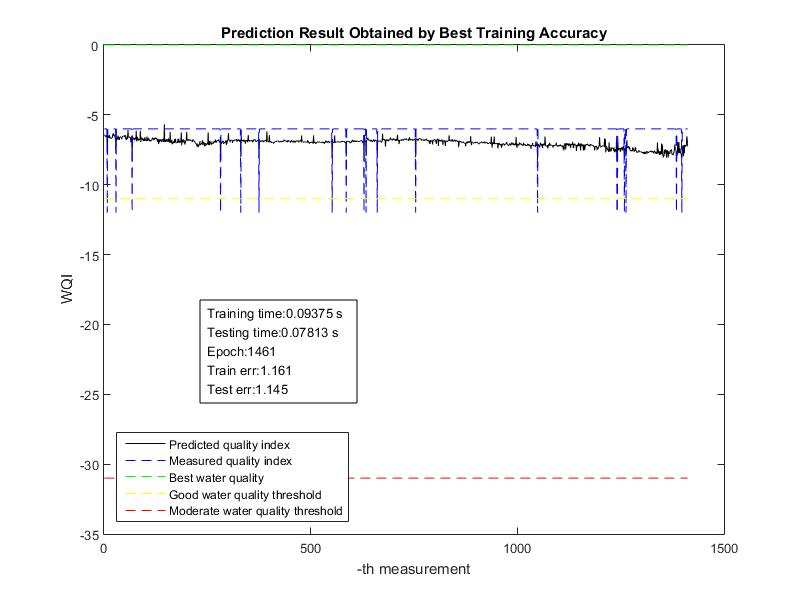 Prediction Result Obtained by Best Training Accuracy
0
-5
-10
-15
-20
-25
-30
-35
WQI
Training time:0.09375 s
Testing time:0.07813 s
Epoch:1461
Train err:1.161
Test err:1.145
Predicted quality index
Measured quality index
Best water quality
Good water quality threshold
Moderate water quality threshold
0 500 1000 1500
-th measurement